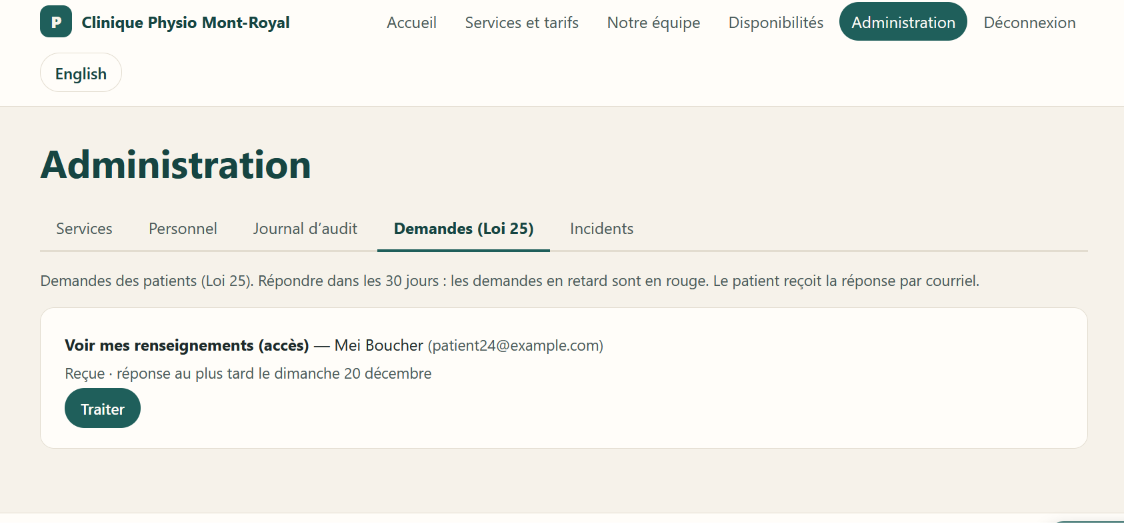 P Clinique Physio Mont-Royal Accueil Services et tarifs Notre équipe Disponibilités Administration Déconnexion
English
Administration
Services Personnel Journal d’audit Demandes (Loi 25) Incidents
Demandes des patients (Loi 25). Répondre dans les 30 jours : les demandes en retard sont en rouge. Le patient reçoit la réponse par courriel.
Voir mes renseignements (accès) — Mei Boucher (patient24@example.com)
Reçue · réponse au plus tard le dimanche 20 décembre
Traiter